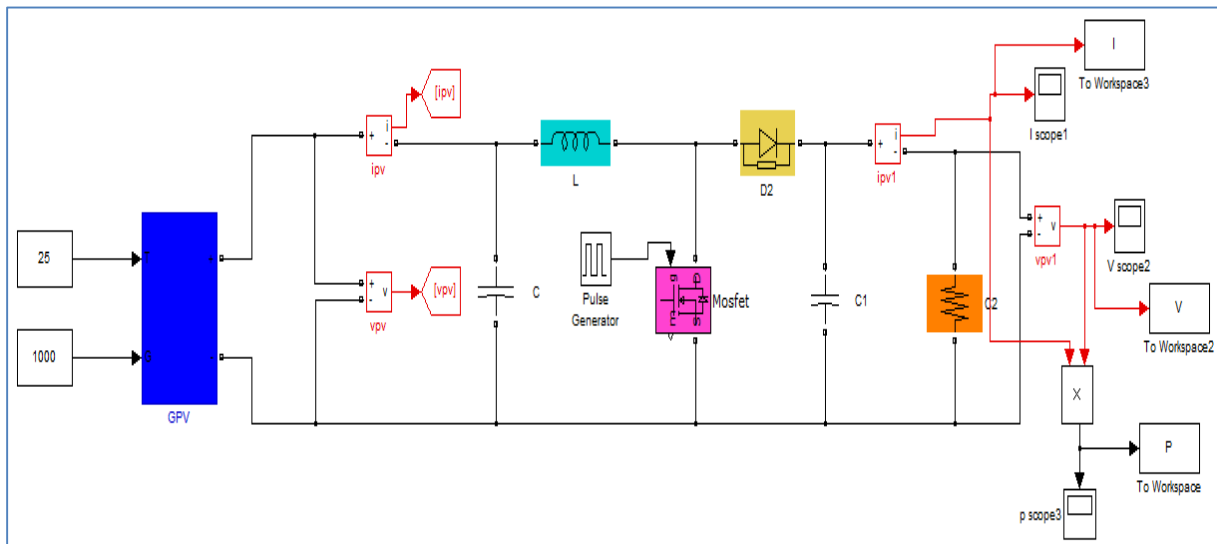 I
To Workspace3
[ipv]
I scope1
+
i
-
ipv
L
D2
+
i
-
ipv1
25
T
+
1000
G
-
GPV
+
v
-
vpv
[vpv]
C
Pulse
Generator
g
D
m
S
Mosfet
C1
C2
+
v
-
vpv1
V scope2
V
To Workspace2
X
P
To Workspace
p scope3